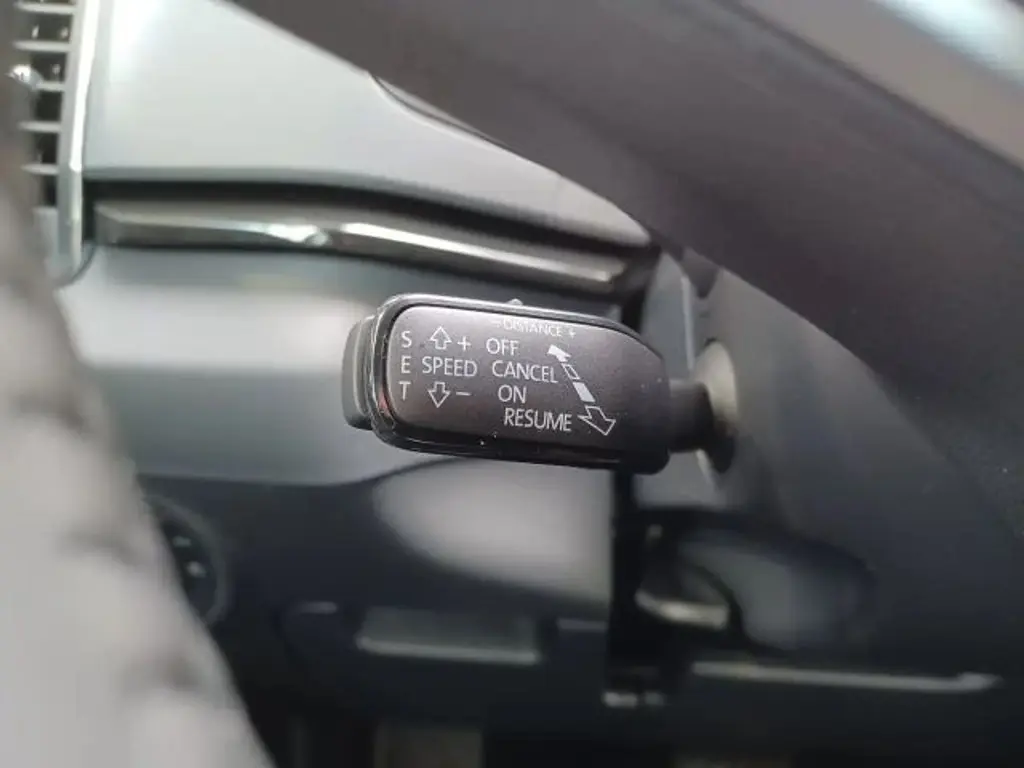 - DISTANCE +
S + OFF
E SPEED CANCEL
T - ON
RESUME